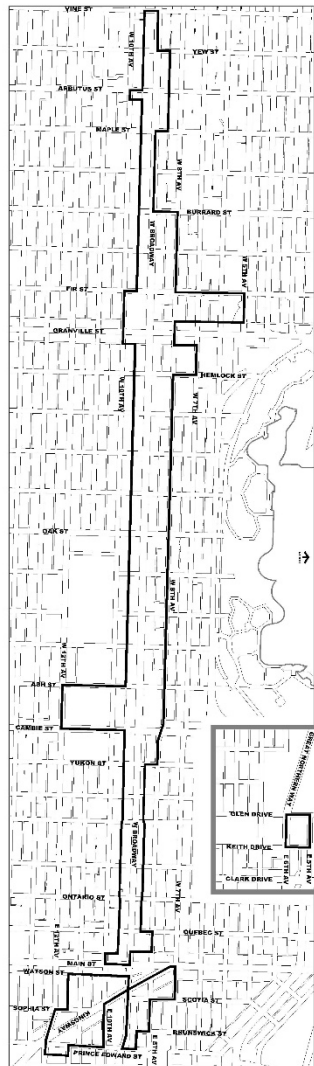 VINE ST
W 10TH AV
YEW ST
ARBUTUS ST
MAPLE ST
W 8TH AV
BURRARD ST
W BROADWAY
W 5TH AV
FIR ST
GRANVILLE ST
HEMLOCK ST
W 10TH AV
W 7TH AV
OAK ST
W 8TH AV
W 12TH AV
ASH ST
CAMBIE ST
YUKON ST
GREAT NORTHERN WAY
GLEN DRIVE
KEITH DRIVE
E 6TH AV
E 5TH AV
CLARK DRIVE
W BROADWAY
W 7TH AV
ONTARIO ST
E 10TH AV
QUEBEC ST
MAIN ST
WATSON ST
SCOTIA ST
SOPHIA ST
KINGSWAY
E 10TH AV
BRUNSWICK ST
E 8TH AV
PRINCE EDWARD ST